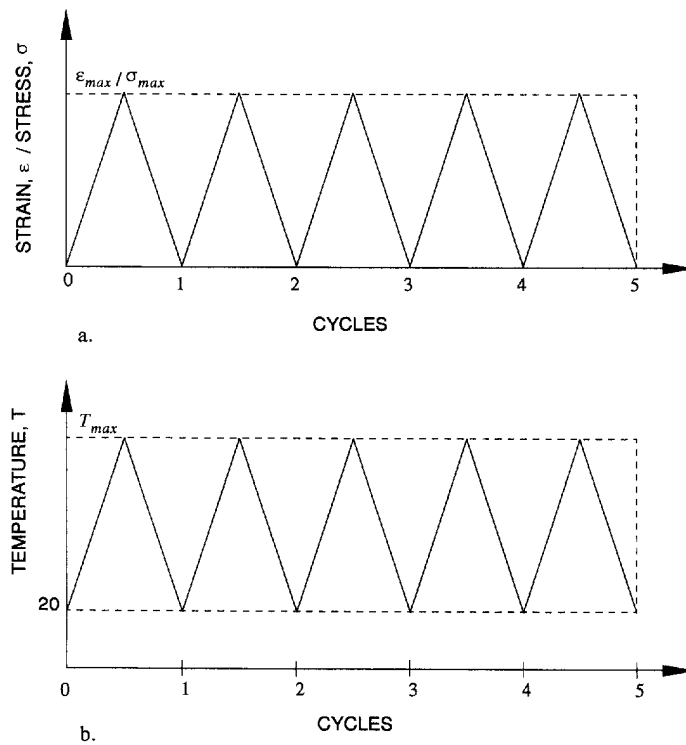 STRAIN, ε / STRESS, σ
ε_max / σ_max
0 1 2 3 4 5
CYCLES
a.
TEMPERATURE, T
T_max
20
0 1 2 3 4 5
CYCLES
b.